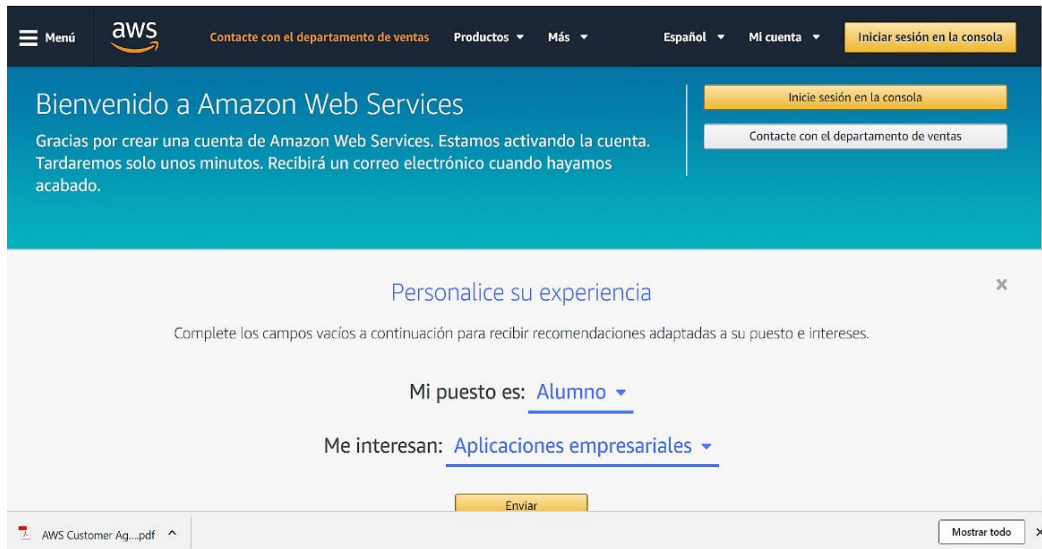 Menú
aws
Contacte con el departamento de ventas
Productos
Más
Español
Mi cuenta
Iniciar sesión en la consola
Bienvenido a Amazon Web Services
Gracias por crear una cuenta de Amazon Web Services. Estamos activando la cuenta.
Tardaremos solo unos minutos. Recibirá un correo electrónico cuando hayamos
acabado.
Inicie sesión en la consola
Contacte con el departamento de ventas
Personalice su experiencia
Complete los campos vacíos a continuación para recibir recomendaciones adaptadas a su puesto e intereses.
Mi puesto es: Alumno
Me interesan: Aplicaciones empresariales
Enviar
AWS Customer Ag....pdf
Mostrar todo